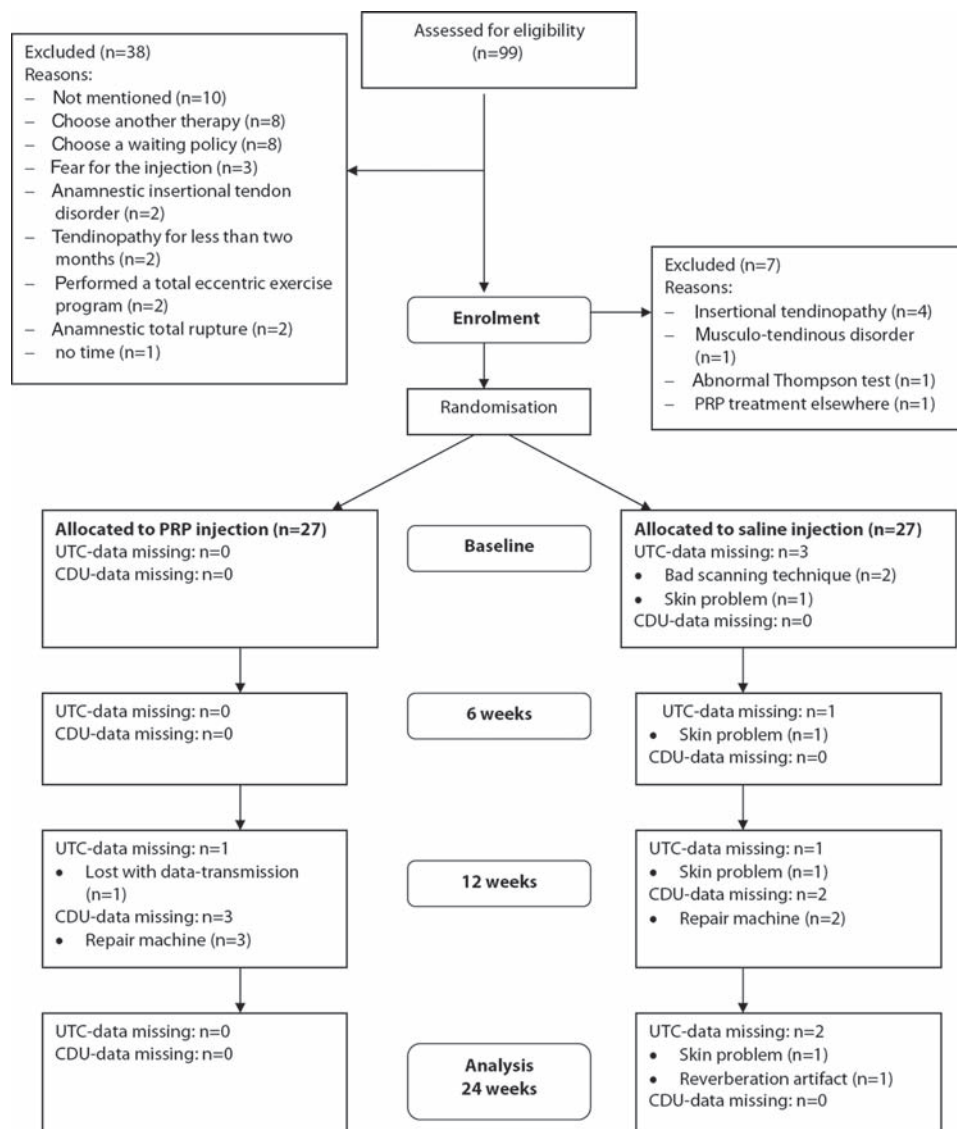 Assessed for eligibility
(n=99)
Excluded (n=38)
Reasons:
– Not mentioned (n=10)
– Choose another therapy (n=8)
– Choose a waiting policy (n=8)
– Fear for the injection (n=3)
– Anamnestic insertional tendon
disorder (n=2)
– Tendinopathy for less than two
months (n=2)
– Performed a total eccentric exercise
program (n=2)
– Anamnestic total rupture (n=2)
– no time (n=1)
Enrolment
Excluded (n=7)
Reasons:
– Insertional tendinopathy (n=4)
– Musculo-tendinous disorder
(n=1)
– Abnormal Thompson test (n=1)
– PRP treatment elsewhere (n=1)
Randomisation
Allocated to PRP injection (n=27)
UTC-data missing: n=0
CDU-data missing: n=0
Baseline
Allocated to saline injection (n=27)
UTC-data missing: n=3
• Bad scanning technique (n=2)
• Skin problem (n=1)
CDU-data missing: n=0
UTC-data missing: n=0
CDU-data missing: n=0
6 weeks
UTC-data missing: n=1
• Skin problem (n=1)
CDU-data missing: n=0
UTC-data missing: n=1
• Lost with data-transmission
(n=1)
CDU-data missing: n=3
• Repair machine (n=3)
12 weeks
UTC-data missing: n=1
• Skin problem (n=1)
CDU-data missing: n=2
• Repair machine (n=2)
UTC-data missing: n=0
CDU-data missing: n=0
Analysis
24 weeks
UTC-data missing: n=2
• Skin problem (n=1)
• Reverberation artifact (n=1)
CDU-data missing: n=0